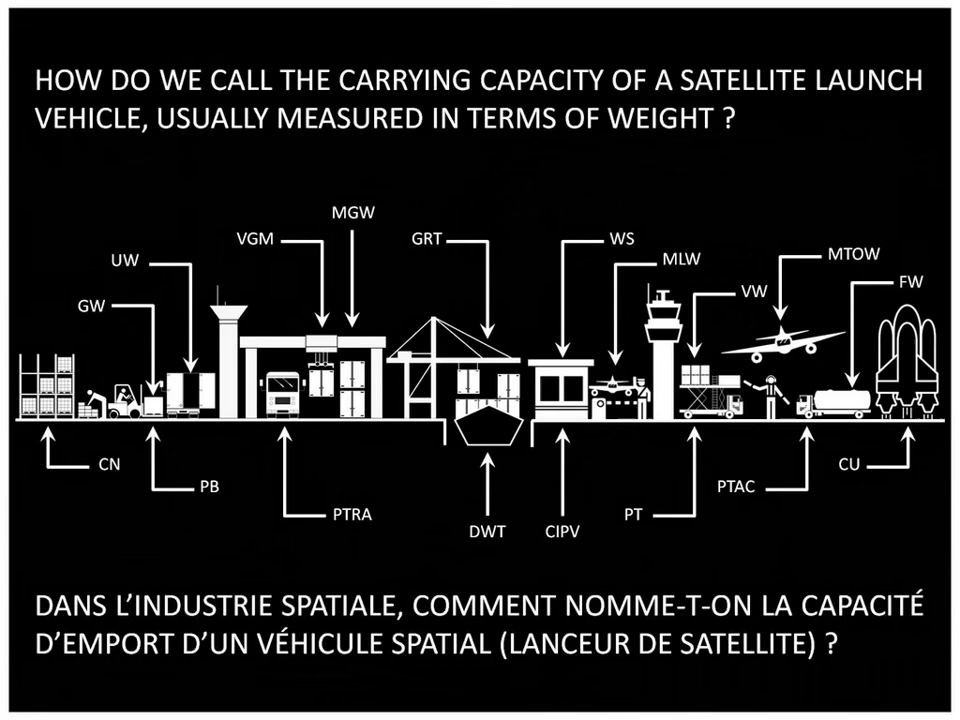 HOW DO WE CALL THE CARRYING CAPACITY OF A SATELLITE LAUNCH
VEHICLE, USUALLY MEASURED IN TERMS OF WEIGHT ?
MGW
VGM
GRT
WS
UW
MLW
MTOW
GW
VW
FW
CN
PB
PTRA
DWT
CIPV
PT
PTAC
CU
DANS L’INDUSTRIE SPATIALE, COMMENT NOMME-T-ON LA CAPACITÉ
D’EMPORT D’UN VÉHICULE SPATIAL (LANCEUR DE SATELLITE) ?